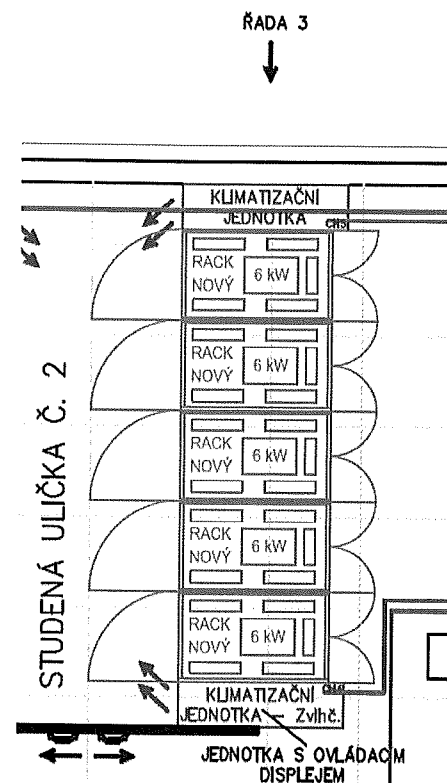 ŘADA 3
KLIMATIZAČNÍ
JEDNOTKA
CH5
RACK
NOVÝ
6 kW
RACK
NOVÝ
6 kW
RACK
NOVÝ
6 kW
RACK
NOVÝ
6 kW
RACK
NOVÝ
6 kW
STUDENÁ ULIČKA Č. 2
KLIMATIZAČNÍ
JEDNOTKA - Zvlhč.
JEDNOTKA S OVLÁDACÍM
DISPLEJEM